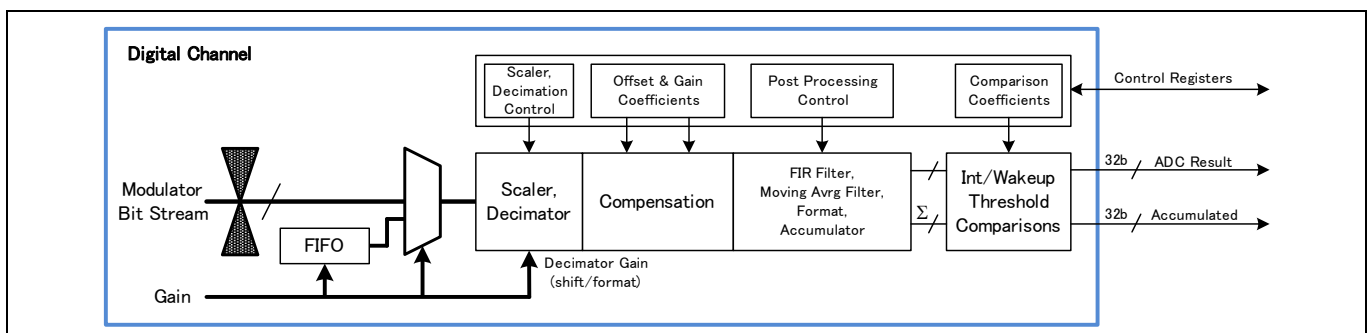 Digital Channel
Scaler,
Decimation
Control
Offset & Gain
Coefficients
Post Processing
Control
Comparison
Coefficients
Control Registers
Modulator
Bit Stream
FIFO
Gain
Scaler,
Decimator
Compensation
FIR Filter,
Moving Avrg Filter,
Format,
Accumulator
Σ
Int/Wakeup
Threshold
Comparisons
32b
ADC Result
32b
Accumulated
Decimator Gain
(shift/format)